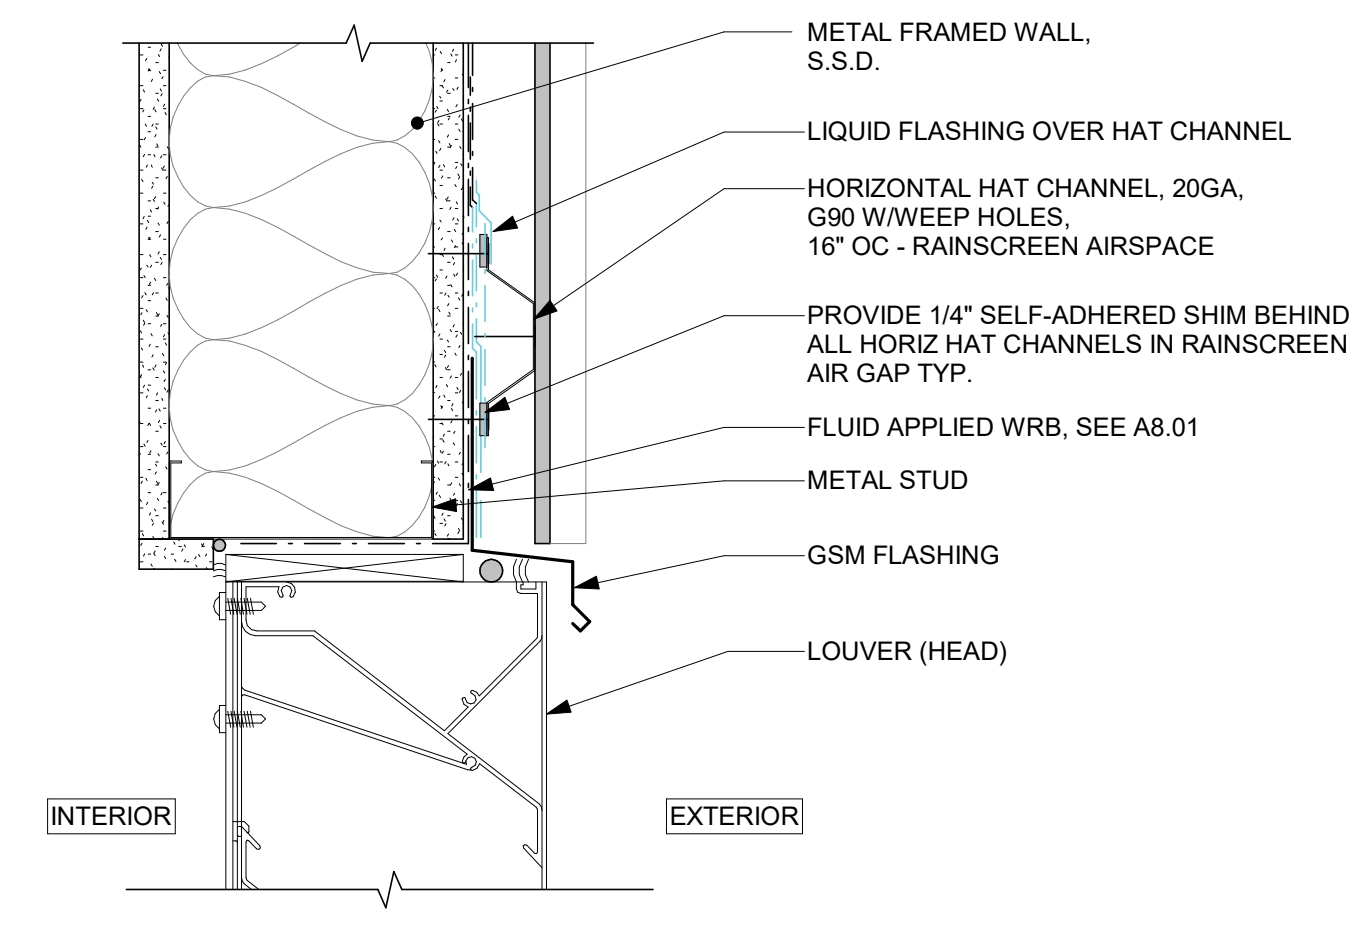 METAL FRAMED WALL,
S.S.D.
LIQUID FLASHING OVER HAT CHANNEL
HORIZONTAL HAT CHANNEL, 20GA,
G90 W/WEEP HOLES,
16" OC - RAINSCREEN AIRSPACE
PROVIDE 1/4" SELF-ADHERED SHIM BEHIND
ALL HORIZ HAT CHANNELS IN RAINSCREEN
AIR GAP TYP.
FLUID APPLIED WRB, SEE A8.01
METAL STUD
GSM FLASHING
LOUVER (HEAD)
INTERIOR
EXTERIOR